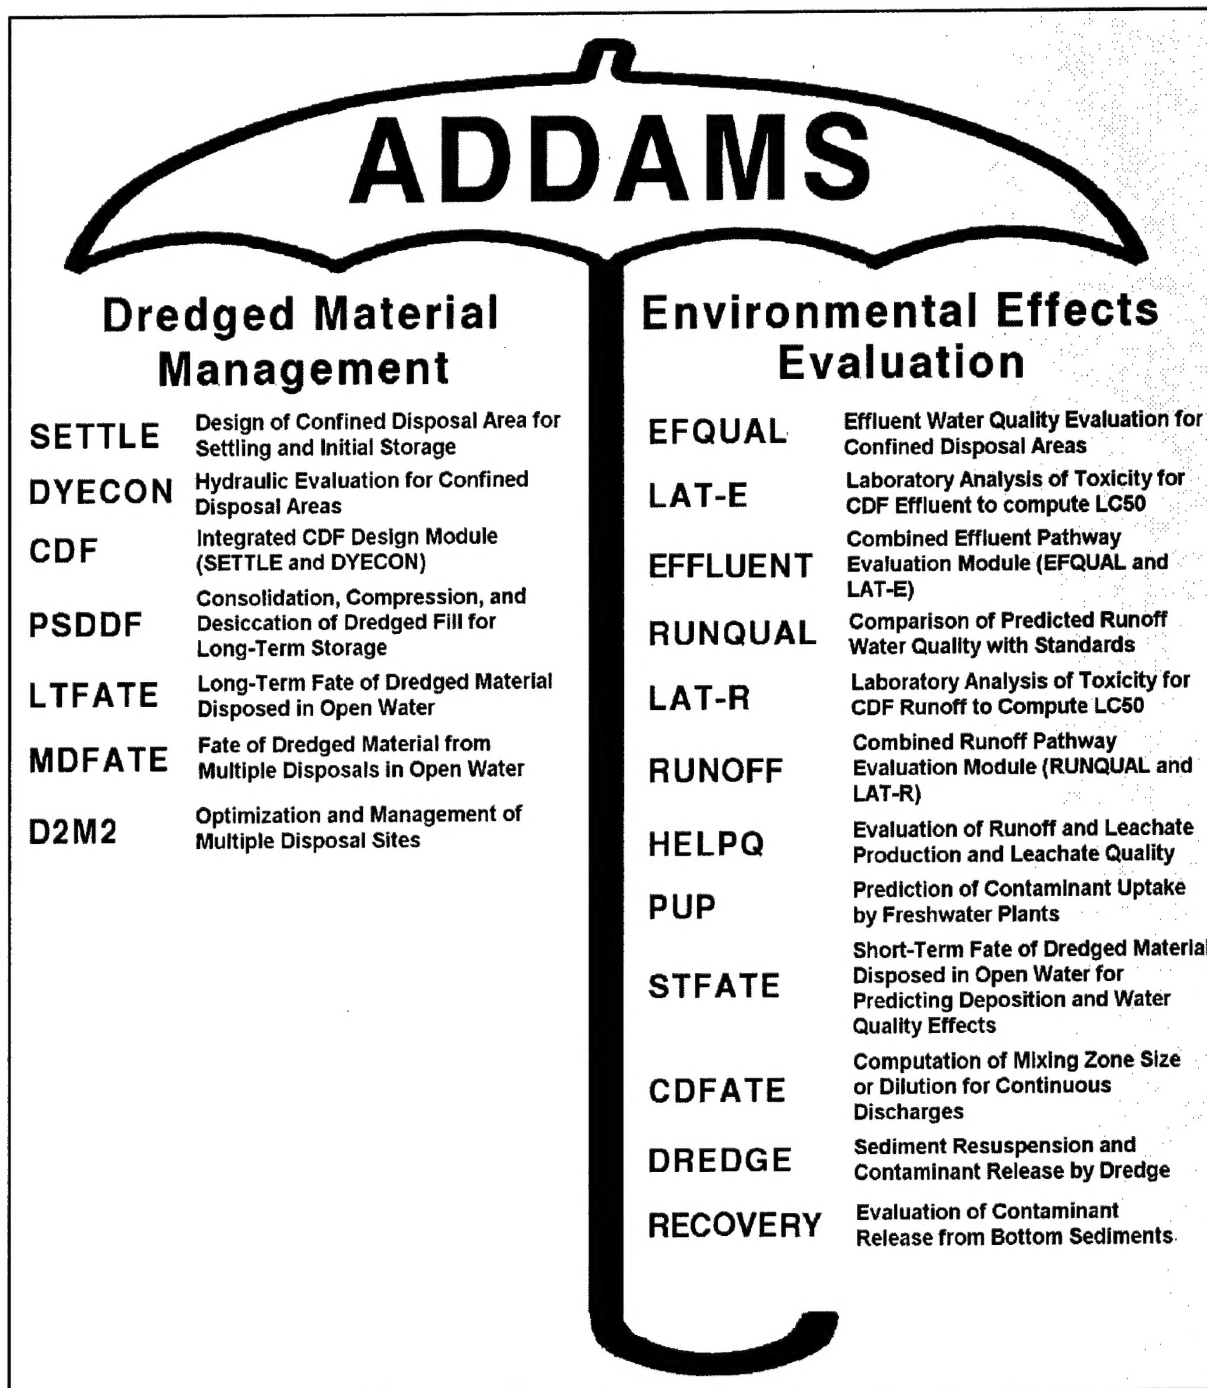 ADDAMS
Dredged Material
Management
SETTLE
Design of Confined Disposal Area for
Settling and Initial Storage
DYECON
Hydraulic Evaluation for Confined
Disposal Areas
CDF
Integrated CDF Design Module
(SETTLE and DYECON)
PSDDF
Consolidation, Compression, and
Desiccation of Dredged Fill for
Long-Term Storage
LTFATE
Long-Term Fate of Dredged Material
Disposed in Open Water
MDFATE
Fate of Dredged Material from
Multiple Disposals in Open Water
D2M2
Optimization and Management of
Multiple Disposal Sites
Environmental Effects
Evaluation
EFQUAL
Effluent Water Quality Evaluation for
Confined Disposal Areas
LAT-E
Laboratory Analysis of Toxicity for
CDF Effluent to compute LC50
EFFLUENT
Combined Effluent Pathway
Evaluation Module (EFQUAL and
LAT-E)
RUNQUAL
Comparison of Predicted Runoff
Water Quality with Standards
LAT-R
Laboratory Analysis of Toxicity for
CDF Runoff to Compute LC50
RUNOFF
Combined Runoff Pathway
Evaluation Module (RUNQUAL and
LAT-R)
HELPQ
Evaluation of Runoff and Leachate
Production and Leachate Quality
PUP
Prediction of Contaminant Uptake
by Freshwater Plants
STFATE
Short-Term Fate of Dredged Material
Disposed in Open Water for
Predicting Deposition and Water
Quality Effects
CDFATE
Computation of Mixing Zone Size
or Dilution for Continuous
Discharges
DREDGE
Sediment Resuspension and
Contaminant Release by Dredge
RECOVERY
Evaluation of Contaminant
Release from Bottom Sediments